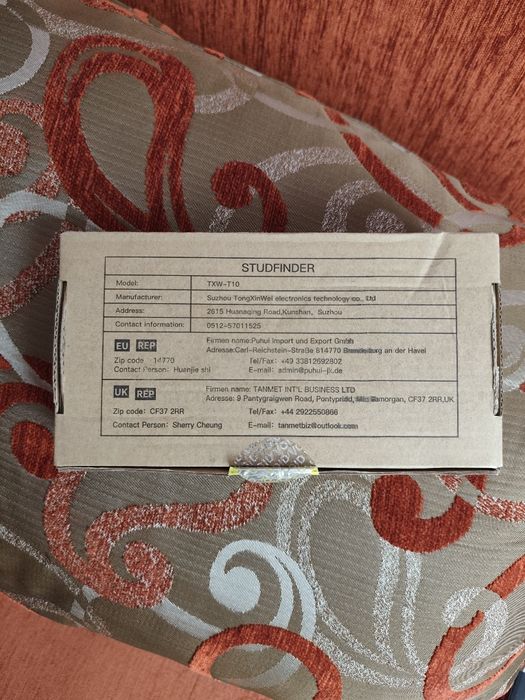 STUDFINDER
Model: TXW-T10
Manufacturer: Suzhou TongXinWei electronics technology co., Ltd
Address: 2615 Huanaqing Road,Kunshan, Suzhou
Contact information: 0512-57011525
EU REP Firmen name:Puhui Import und Export Gmbh
Adresse:Carl-Reichstein-Straße 814770 Brandenburg an der Havel
Zip code : 14770 Tel/Fax: +49 33812692802
Contact Person: Huanjie shi E-mail: admin@puhui-jl.de
UK REP Firmen name: TANMET INT'L BUSINESS LTD
Adresse: 9 Pantygraigwen Road, Pontypridd, Mid Glamorgan, CF37 2RR,UK
Zip code: CF37 2RR Tel/Fax: +44 2922550866
Contact Person: Sherry Cheung E-mail: tanmetbiz@outlook.com